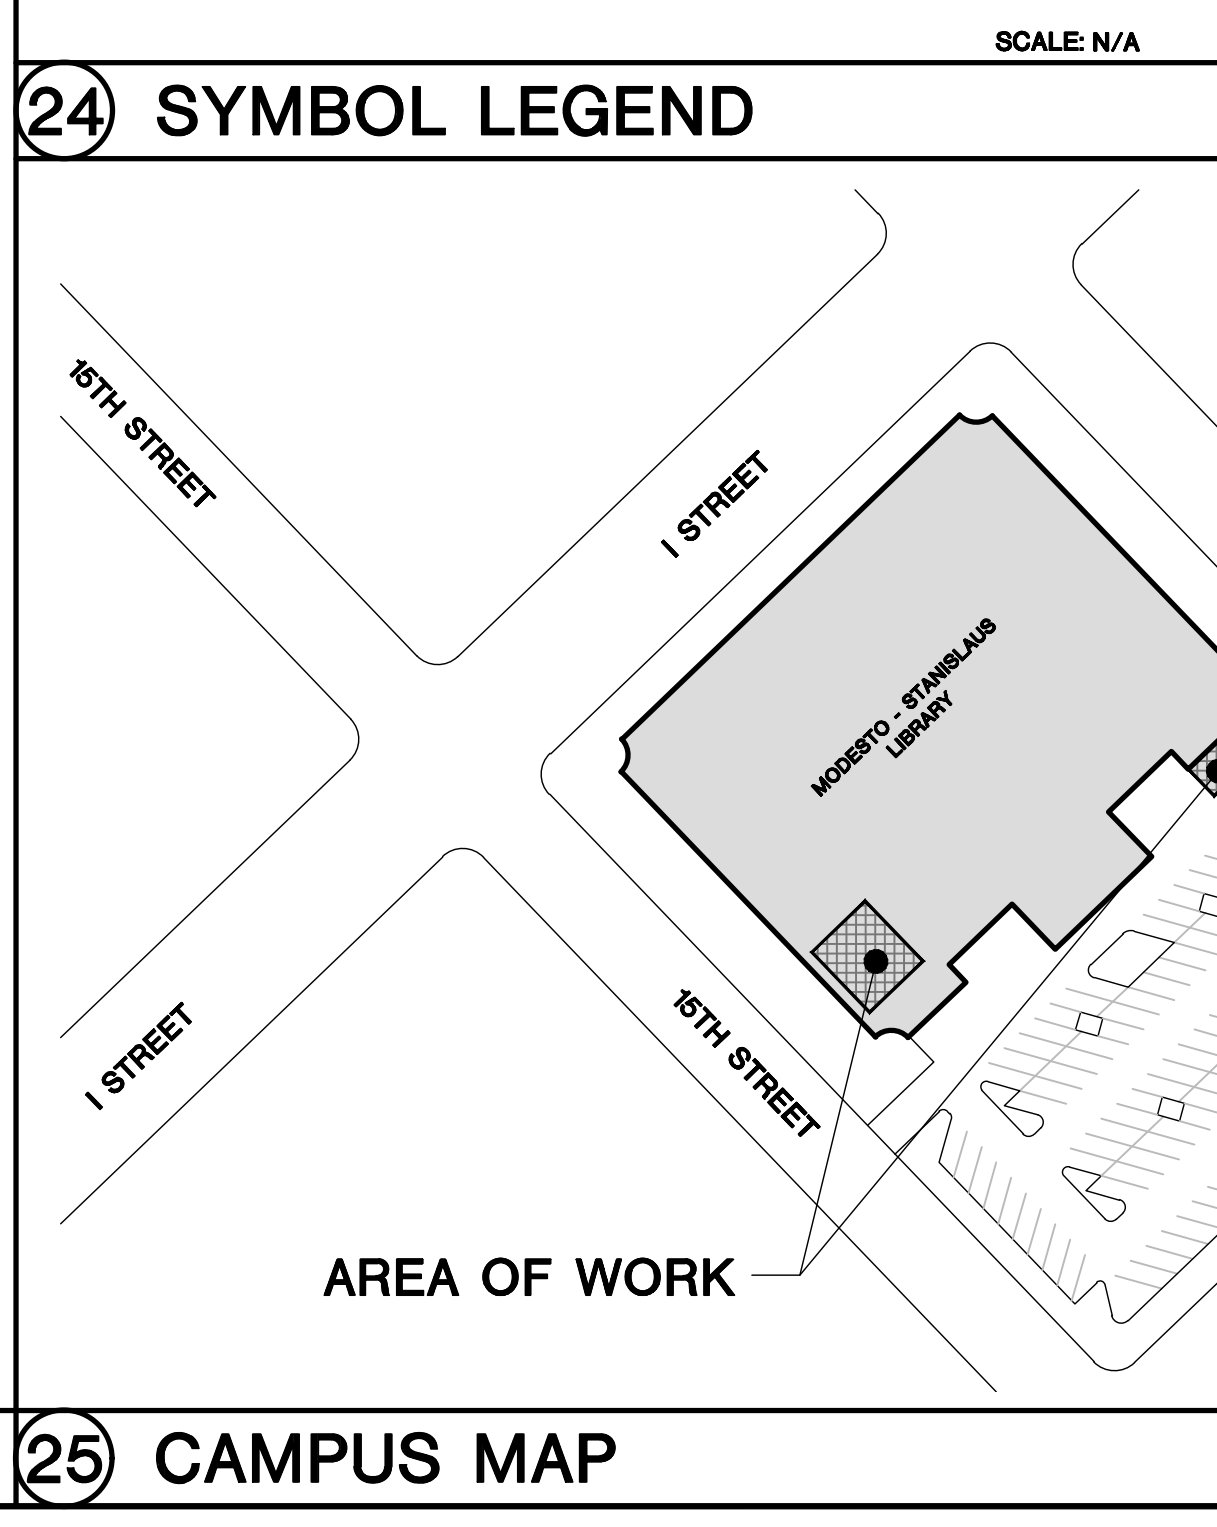 SCALE: N/A
24 SYMBOL LEGEND
15TH STREET
I STREET
MODESTO - STANISLAUS
LIBRARY
I STREET
15TH STREET
AREA OF WORK
25 CAMPUS MAP